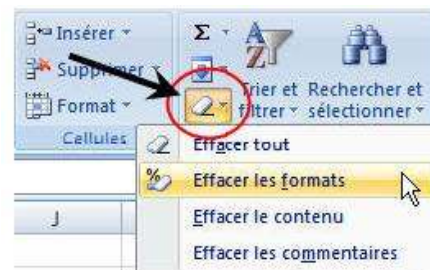 Insérer
Supprimer
Format
Cellules
Σ
Trier et
filtrer
Rechercher et
sélectionner
Effacer tout
Effacer les formats
Effacer le contenu
Effacer les commentaires
J